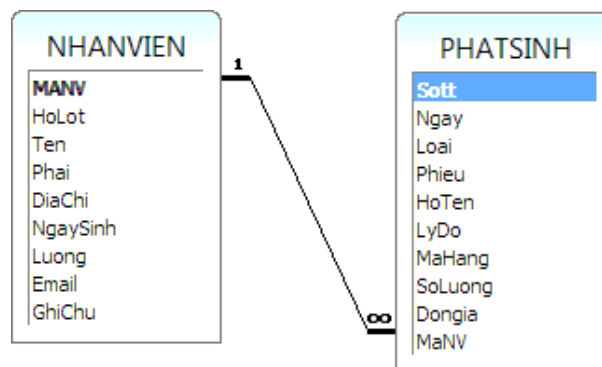 NHANVIEN
MANV
HoLot
Ten
Phai
DiaChi
NgaySinh
Luong
Email
GhiChu
1
∞
PHATSINH
Sott
Ngay
Loai
Phieu
HoTen
LyDo
MaHang
SoLuong
Dongia
MaNV